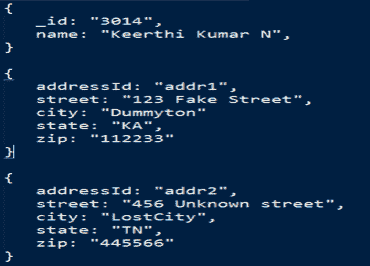 {
_id: "3014",
name: "Keerthi Kumar N",
}
{
addressId: "addr1",
street: "123 Fake Street",
city: "Dummyton"
state: "KA",
zip: "112233"
}
{
addressId: "addr2",
street: "456 Unknown street",
city: "LostCity",
state: "TN",
zip: "445566"
}